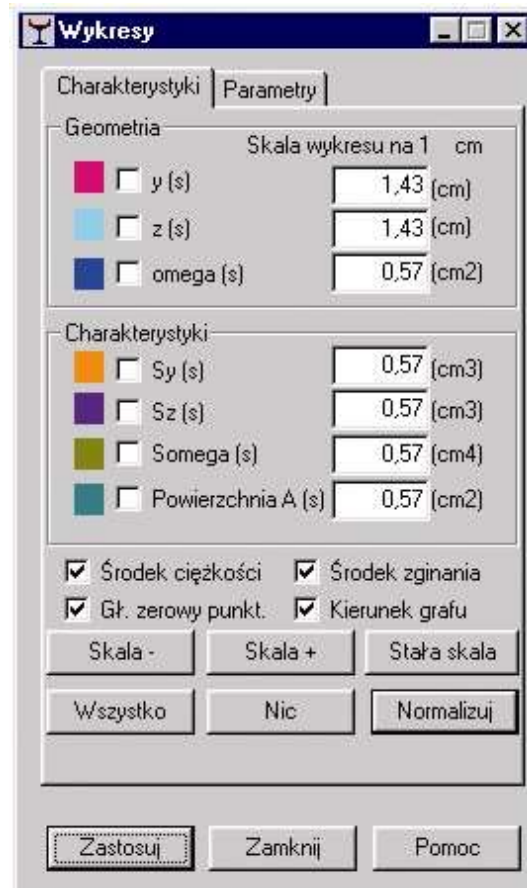 Wykresy
Charakterystyki Parametry
Geometria
Skala wykresu na 1 cm
y (s) 1,43 (cm)
z (s) 1,43 (cm)
omega (s) 0,57 (cm2)
Charakterystyki
Sy (s) 0,57 (cm3)
Sz (s) 0,57 (cm3)
Somega (s) 0,57 (cm4)
Powierzchnia A (s) 0,57 (cm2)
Środek ciężkości Środek zginania
Gł. zerowy punkt. Kierunek grafu
Skala - Skala + Stała skala
Wszystko Nic Normalizuj
Zastosuj Zamknij Pomoc